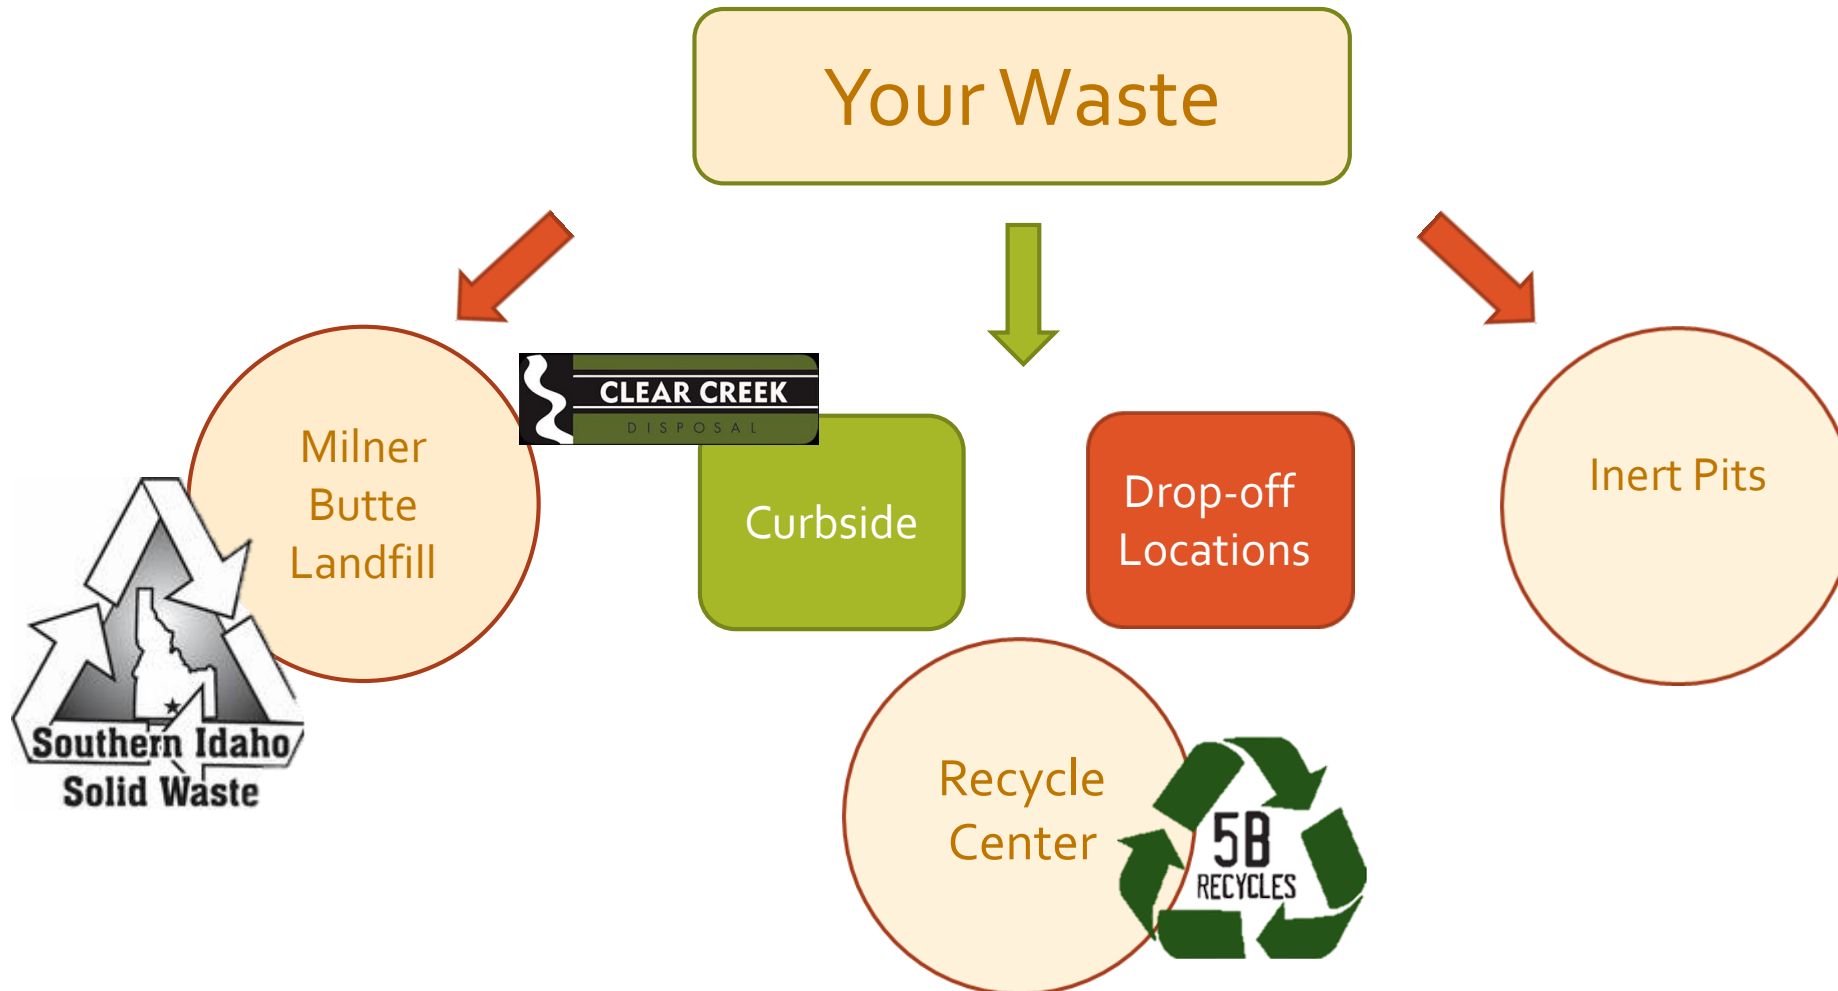 Your Waste
CLEAR CREEK
DISPOSAL
Milner
Butte
Landfill
Curbside
Drop-off
Locations
Inert Pits
Southern Idaho
Solid Waste
Recycle
Center
5B
RECYCLES